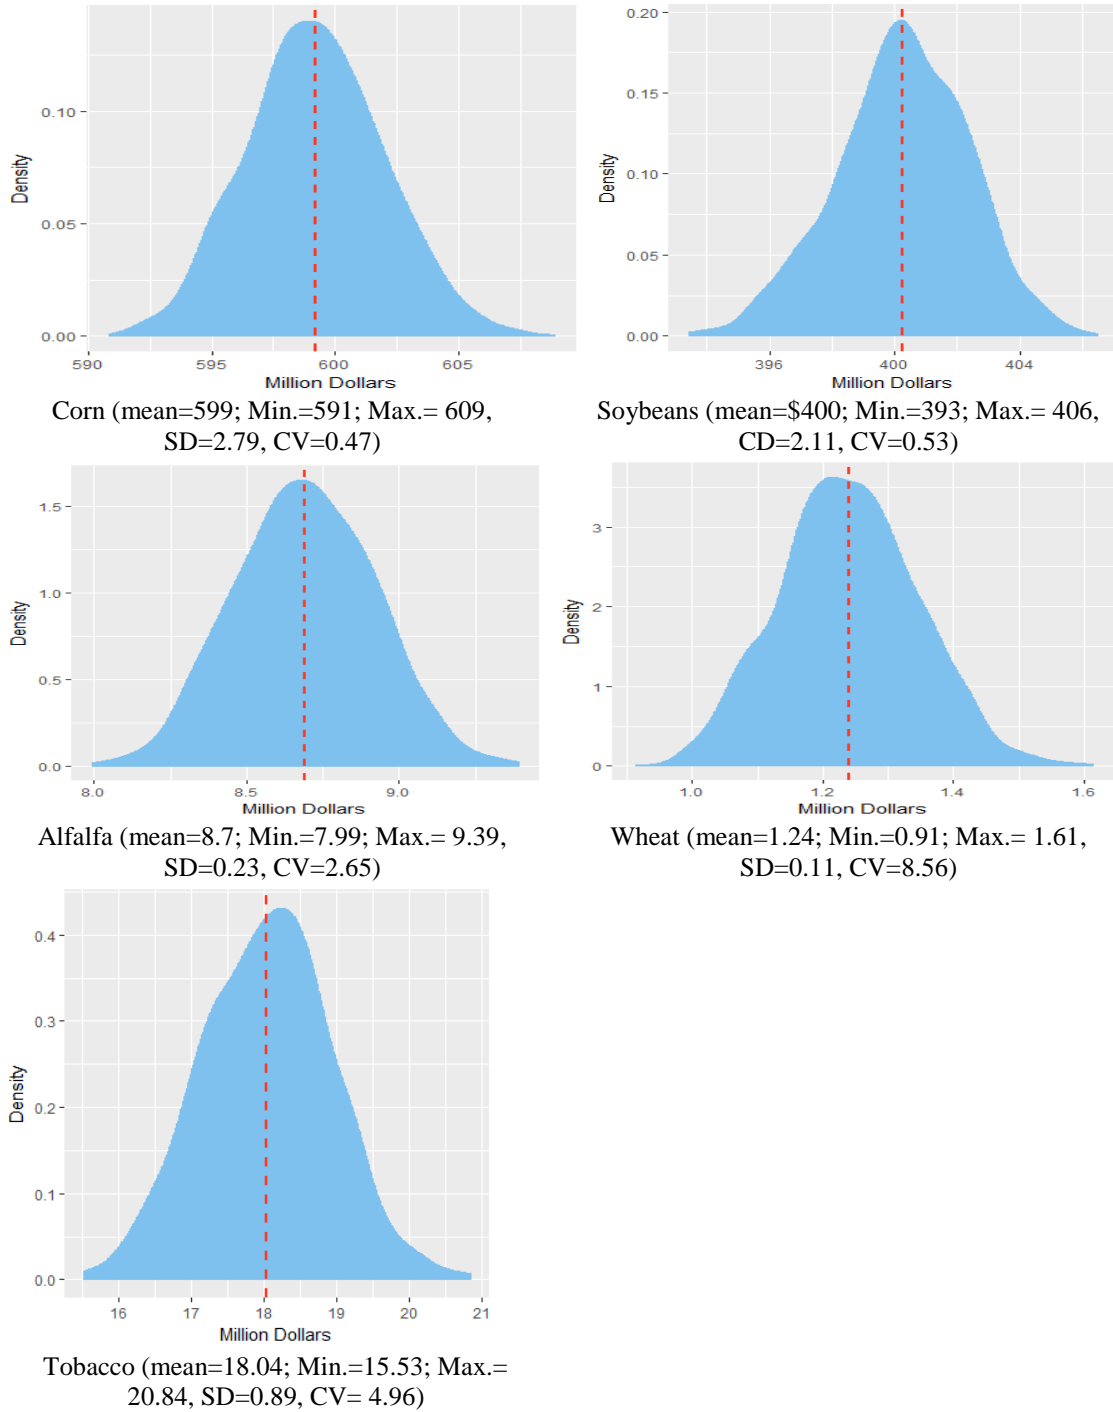 0.10
0.05
0.00
Density
590
595
600
605
Million Dollars
Corn (mean=599; Min.=591; Max.= 609,
SD=2.79, CV=0.47)
0.20
0.15
0.10
0.05
0.00
Density
396
400
404
Million Dollars
Soybeans (mean=$400; Min.=393; Max.= 406,
CD=2.11, CV=0.53)
1.5
1.0
0.5
0.0
Density
8.0
8.5
9.0
Million Dollars
Alfalfa (mean=8.7; Min.=7.99; Max.= 9.39,
SD=0.23, CV=2.65)
3
2
1
0
Density
1.0
1.2
1.4
1.6
Million Dollars
Wheat (mean=1.24; Min.=0.91; Max.= 1.61,
SD=0.11, CV=8.56)
0.4
0.3
0.2
0.1
0.0
Density
16
17
18
19
20
21
Million Dollars
Tobacco (mean=18.04; Min.=15.53; Max.=
20.84, SD=0.89, CV= 4.96)